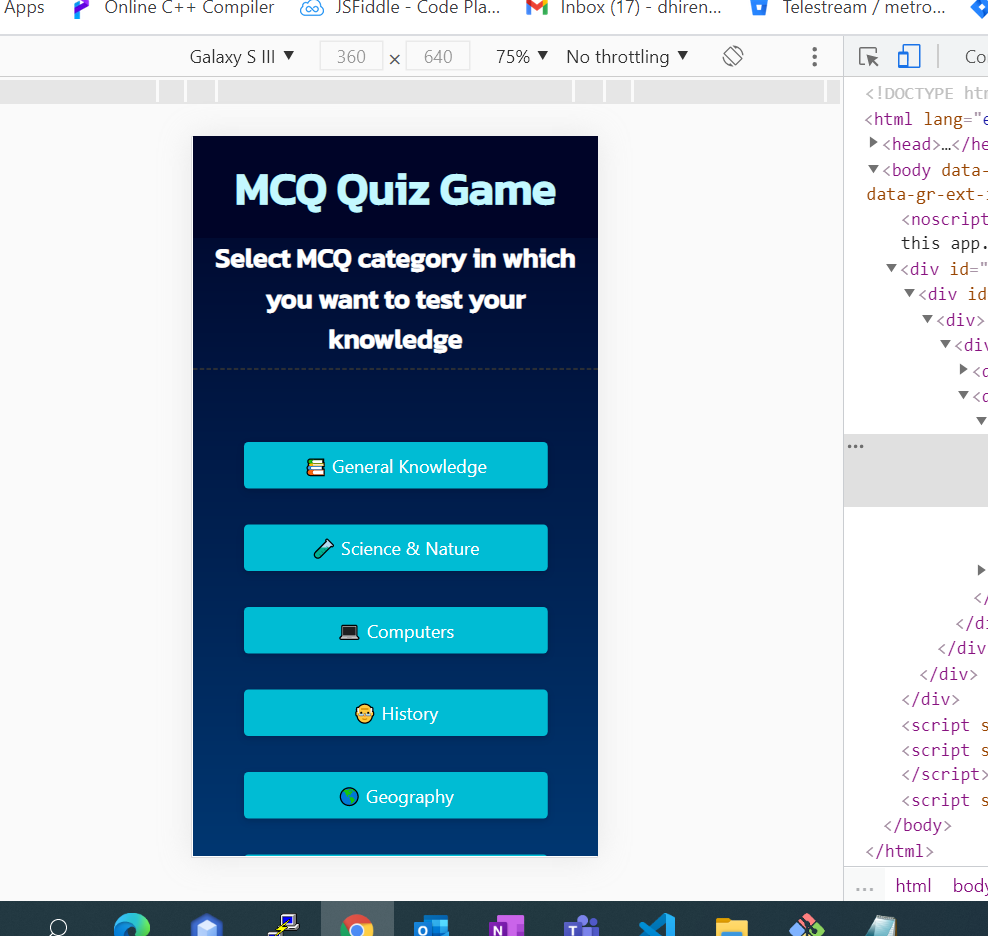 Apps Online C++ Compiler JSFiddle - Code Pla... Inbox (17) - dhiren... Telestream / metro...
Galaxy S III ▼ 360 × 640 75% ▼ No throttling ▼
<!DOCTYPE
<html lang="
<head>…</he
<body data-
data-gr-ext-
<noscript
this app.
<div id="
<div id
<div>
<div
MCQ Quiz Game
Select MCQ category in which
you want to test your
knowledge
📚 General Knowledge
🧪 Science & Nature
💻 Computers
👴 History
🌎 Geography
...
</
</di
</div
</div>
</div>
<script s
<script s
</script>
<script s
</body>
</html>
... html body